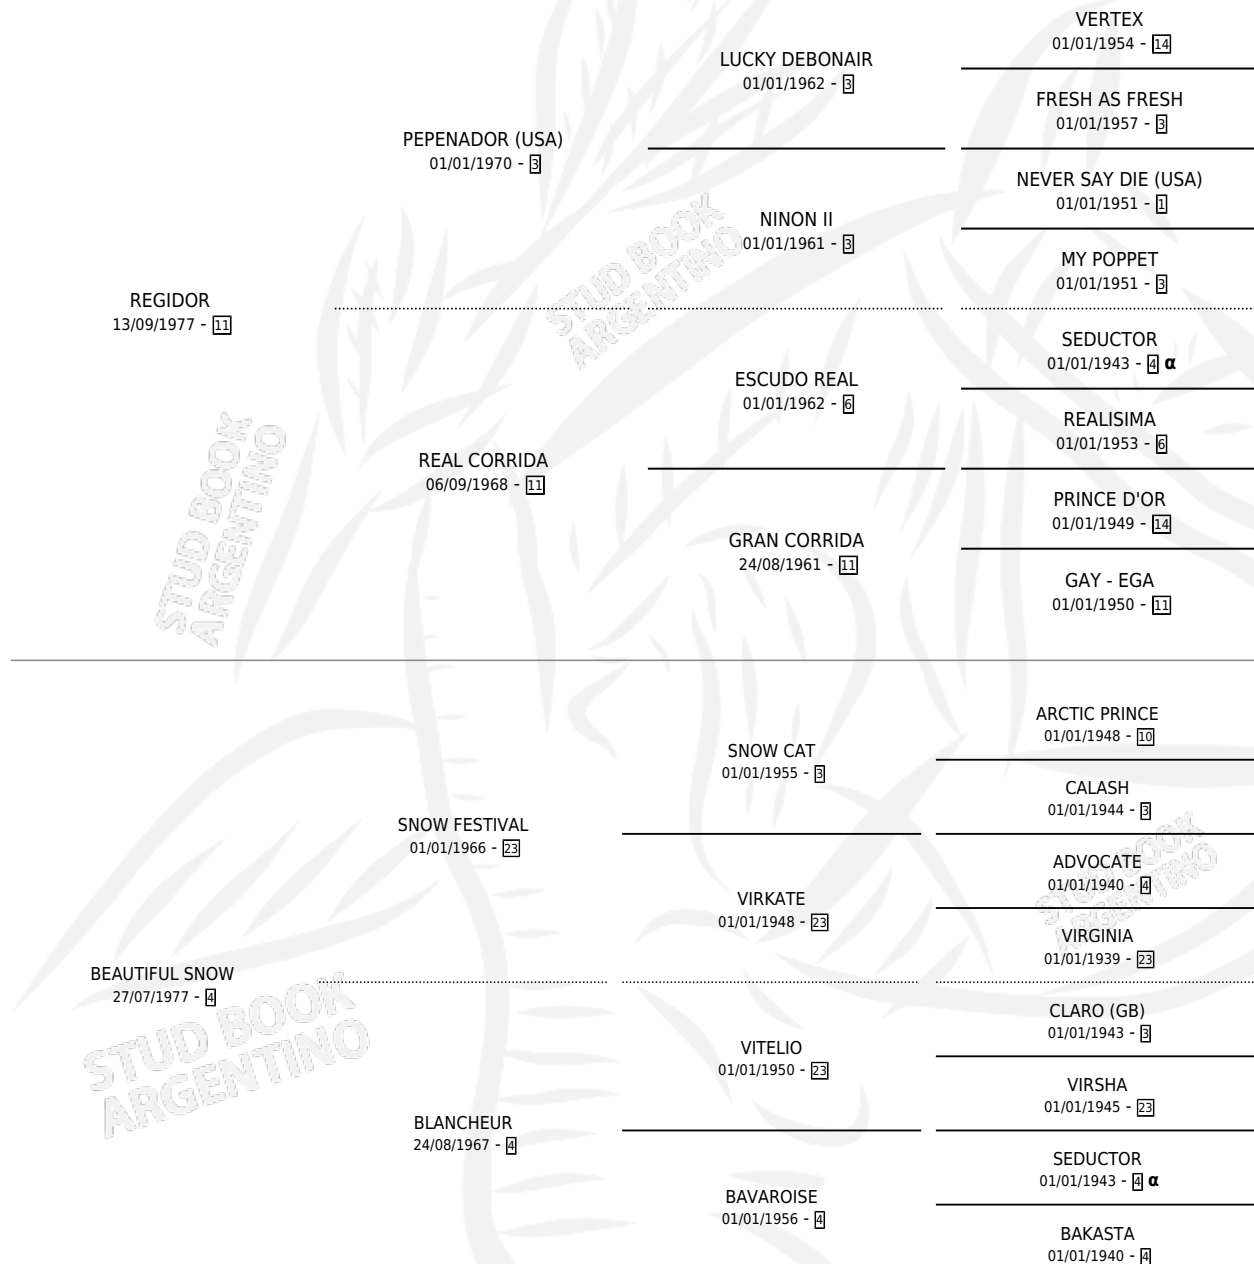 VERTEX
01/01/1954 - 14
LUCKY DEBONAIR
01/01/1962 - 3
FRESH AS FRESH
01/01/1957 - 3
PEPENADOR (USA)
01/01/1970 - 3
NEVER SAY DIE (USA)
01/01/1951 - 1
NINON II
01/01/1961 - 3
MY POPPET
01/01/1951 - 3
REGIDOR
13/09/1977 - 11
SEDUCTOR
01/01/1943 - 4 α
ESCUDO REAL
01/01/1962 - 6
REALISIMA
01/01/1953 - 6
REAL CORRIDA
06/09/1968 - 11
PRINCE D'OR
01/01/1949 - 14
GRAN CORRIDA
24/08/1961 - 11
GAY - EGA
01/01/1950 - 11
STUD BOOK
ARGENTINO
STUD BOOK
ARGENTINO
ARCTIC PRINCE
01/01/1948 - 10
SNOW CAT
01/01/1955 - 3
CALASH
01/01/1944 - 3
SNOW FESTIVAL
01/01/1966 - 23
ADVOCATE
01/01/1940 - 4
VIRKATE
01/01/1948 - 23
VIRGINIA
01/01/1939 - 23
BEAUTIFUL SNOW
27/07/1977 - 4
CLARO (GB)
01/01/1943 - 3
VITELIO
01/01/1950 - 23
VIRSHA
01/01/1945 - 23
BLANCHEUR
24/08/1967 - 4
SEDUCTOR
01/01/1943 - 4 α
BAVAROISE
01/01/1956 - 4
BAKASTA
01/01/1940 - 4
STUD BOOK
ARGENTINO
STUD BOOK
ARGENTINO